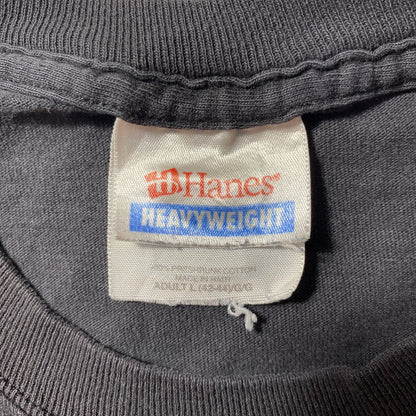 Hanes
HEAVYWEIGHT
100% PRESHRUNK COTTON
MADE IN HAITI
ADULT L (42-44)/G/G